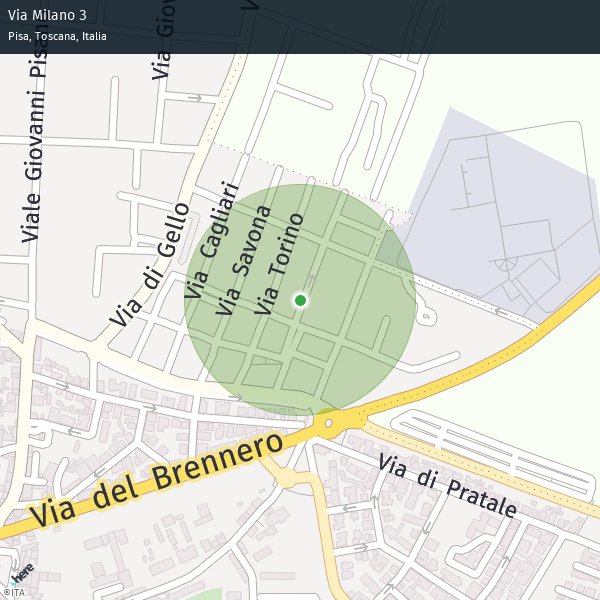 Via Milano 3
Pisa, Toscana, Italia
Via Giov
Viale Giovanni Pisan
Via di Gello
Via Cagliari
Via Savona
Via Torino
Via del Brennero
Via di Pratale
here
©ITA